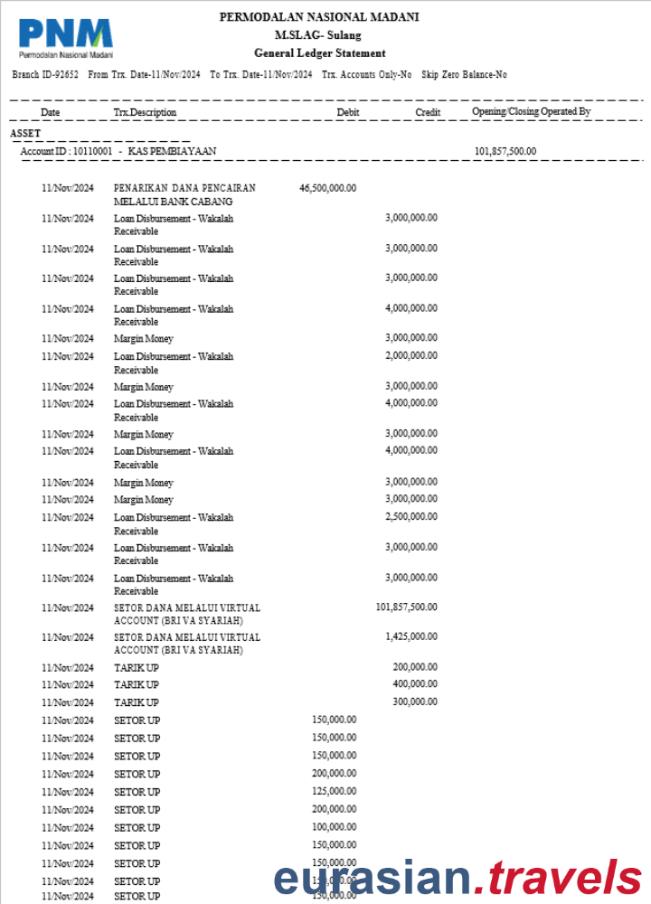 PNM
Permodalan Nasional Madani
PERMODALAN NASIONAL MADANI
M.SLAG- Sulang
General Ledger Statement
Branch ID-92652 From Trx. Date-11/Nov/2024 To Trx. Date-11/Nov/2024 Trx. Accounts Only-No Skip Zero Balance-No
Date Trx.Description Debit Credit Opening/Closing Operated By
ASSET
Account ID : 10110001 - KAS PEMBIAYAAN 101,857,500.00
11/Nov/2024 PENARIKAN DANA PENCAIRAN 46,500,000.00
MELALUI BANK CABANG
11/Nov/2024 Loan Disbursement - Wakalah 3,000,000.00
Receivable
11/Nov/2024 Loan Disbursement - Wakalah 3,000,000.00
Receivable
11/Nov/2024 Loan Disbursement - Wakalah 3,000,000.00
Receivable
11/Nov/2024 Loan Disbursement - Wakalah 4,000,000.00
Receivable
11/Nov/2024 Margin Money 3,000,000.00
11/Nov/2024 Loan Disbursement - Wakalah 2,000,000.00
Receivable
11/Nov/2024 Margin Money 3,000,000.00
11/Nov/2024 Loan Disbursement - Wakalah 4,000,000.00
Receivable
11/Nov/2024 Margin Money 3,000,000.00
11/Nov/2024 Loan Disbursement - Wakalah 4,000,000.00
Receivable
11/Nov/2024 Margin Money 3,000,000.00
11/Nov/2024 Margin Money 3,000,000.00
11/Nov/2024 Loan Disbursement - Wakalah 2,500,000.00
Receivable
11/Nov/2024 Loan Disbursement - Wakalah 3,000,000.00
Receivable
11/Nov/2024 Loan Disbursement - Wakalah 3,000,000.00
Receivable
11/Nov/2024 SETOR DANA MELALUI VIRTUAL 101,857,500.00
ACCOUNT (BRI VA SYARIAH)
11/Nov/2024 SETOR DANA MELALUI VIRTUAL 1,425,000.00
ACCOUNT (BRI VA SYARIAH)
11/Nov/2024 TARIK UP 200,000.00
11/Nov/2024 TARIK UP 400,000.00
11/Nov/2024 TARIK UP 300,000.00
11/Nov/2024 SETOR UP 150,000.00
11/Nov/2024 SETOR UP 150,000.00
11/Nov/2024 SETOR UP 150,000.00
11/Nov/2024 SETOR UP 200,000.00
11/Nov/2024 SETOR UP 125,000.00
11/Nov/2024 SETOR UP 200,000.00
11/Nov/2024 SETOR UP 100,000.00
11/Nov/2024 SETOR UP 150,000.00
11/Nov/2024 SETOR UP 150,000.00
11/Nov/2024 SETOR UP
11/Nov/2024 SETOR UP
eurasian.travels